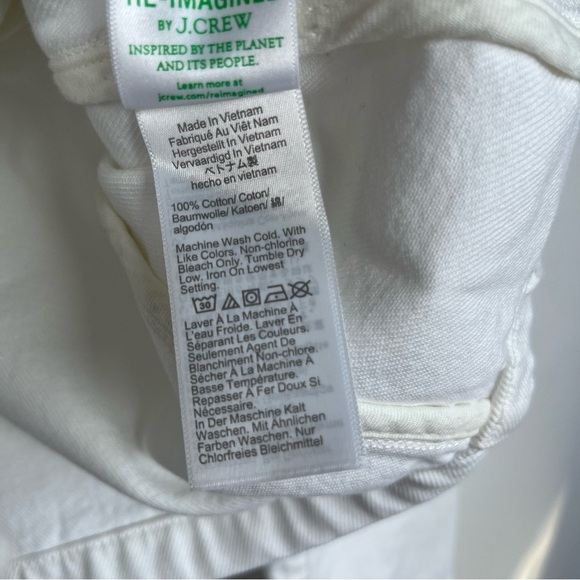 RE-IMAGINED
BY J.CREW
INSPIRED BY THE PLANET
AND ITS PEOPLE.
Learn more at
jcrew.com/reimagined
Made In Vietnam
Fabriqué Au Viêt Nam
Hergestellt In Vietnam
Vervaardigd In Vietnam
ベトナム製
hecho en vietnam
100% Cotton/ Coton/
Baumwolle/ Katoen/ 綿/
algodón
Machine Wash Cold. With
Like Colors. Non-chlorine
Bleach Only. Tumble Dry
Low. Iron On Lowest
Setting.
30
Laver À La Machine À
L'eau Froide. Laver En
Séparant Les Couleurs.
Seulement Agent De
Blanchiment Non-chlore.
Sécher À La Machine À
Basse Température.
Repasser À Fer Doux Si
Nécessaire.
In Der Maschine Kalt
Waschen. Mit Ähnlichen
Farben Waschen. Nur
Chlorfreies Bleichmittel